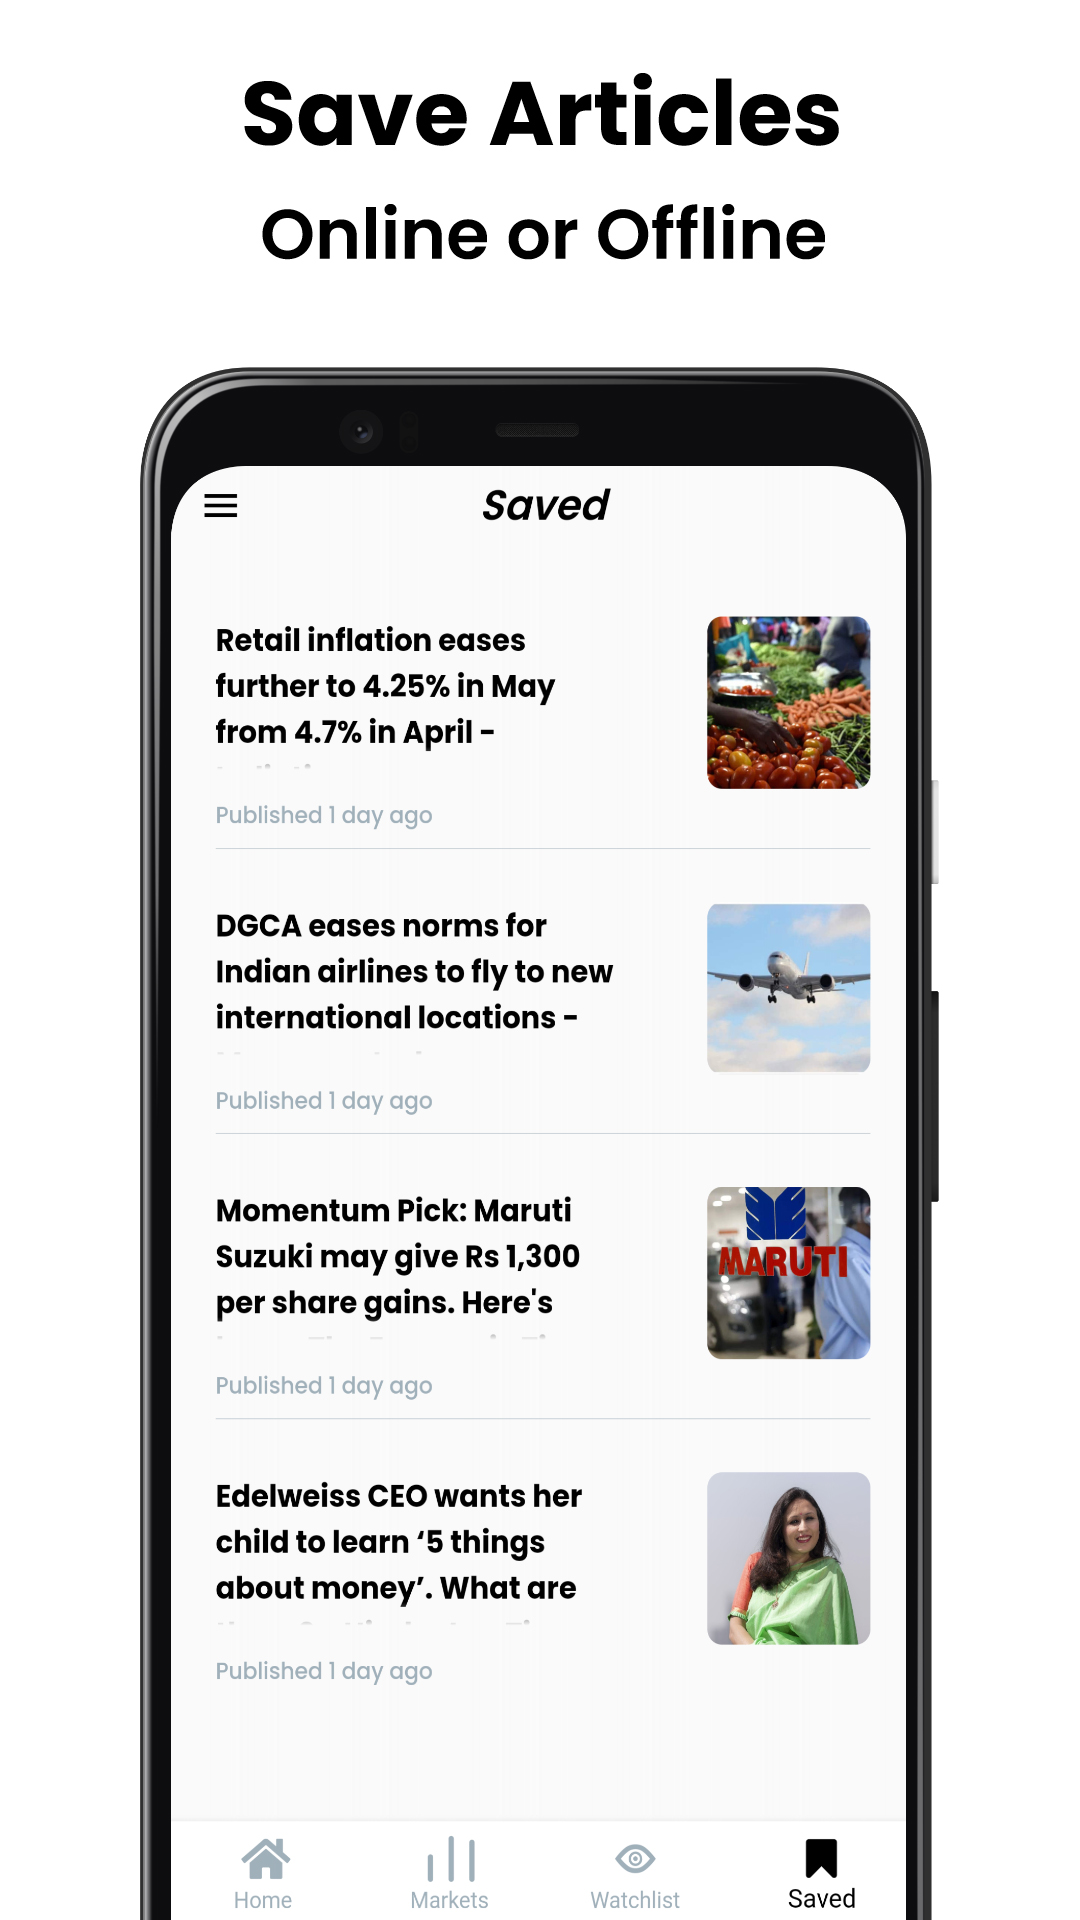 Save Articles
Online or Offline
Saved
Retail inflation eases
further to 4.25% in May
from 4.7% in April -
Published 1 day ago
DGCA eases norms for
Indian airlines to fly to new
international locations -
Published 1 day ago
Momentum Pick: Maruti
Suzuki may give Rs 1,300
per share gains. Here's
MARUTI
Published 1 day ago
Edelweiss CEO wants her
child to learn ‘5 things
about money’. What are
Published 1 day ago
Home
Markets
Watchlist
Saved